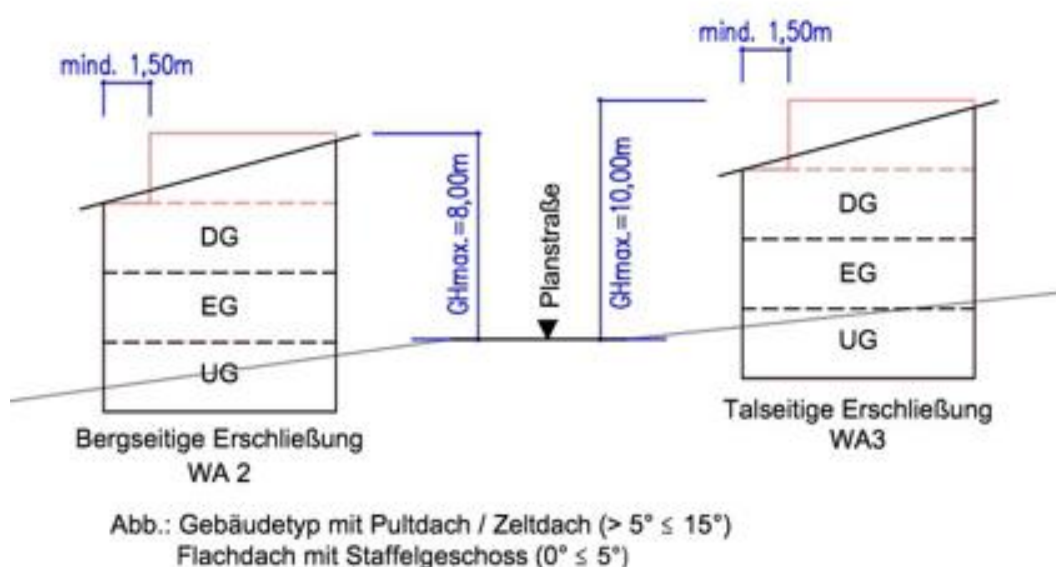 mind. 1,50m
mind. 1,50m
GHmax.=8,00m
Planstraße
GHmax.=10,00m
DG
EG
UG
DG
EG
UG
Bergseitige Erschließung
WA 2
Talseitige Erschließung
WA3
Abb.: Gebäudetyp mit Pultdach / Zeltdach (> 5° ≤ 15°)
Flachdach mit Staffelgeschoss (0° ≤ 5°)